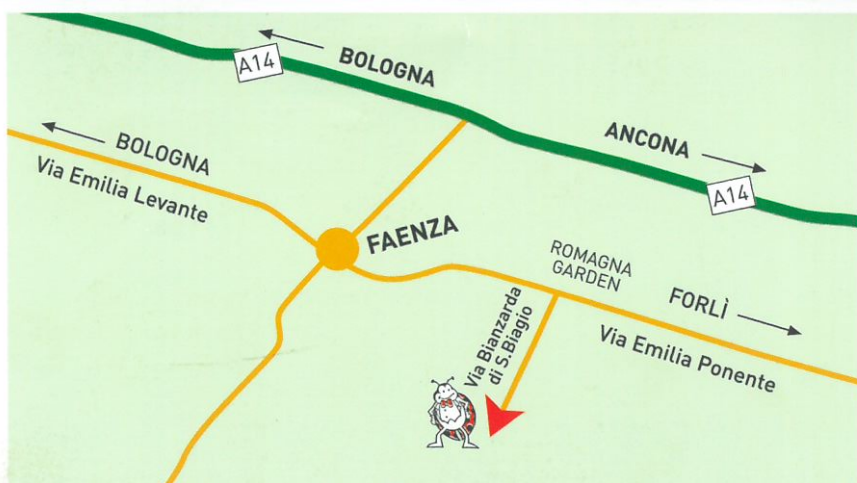 A14
BOLOGNA
ANCONA
A14
BOLOGNA
Via Emilia Levante
FAENZA
ROMAGNA
GARDEN
FORLÌ
Via Emilia Ponente
Via Bianzarda
di S.Biagio